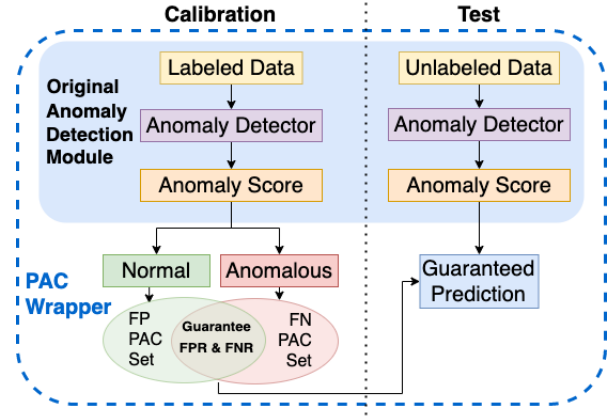 Calibration
Test
Original
Anomaly
Detection
Module
Labeled Data
Anomaly Detector
Anomaly Score
Unlabeled Data
Anomaly Detector
Anomaly Score
Normal
Anomalous
Guaranteed
Prediction
PAC
Wrapper
FP
PAC
Set
Guarantee
FPR & FNR
FN
PAC
Set